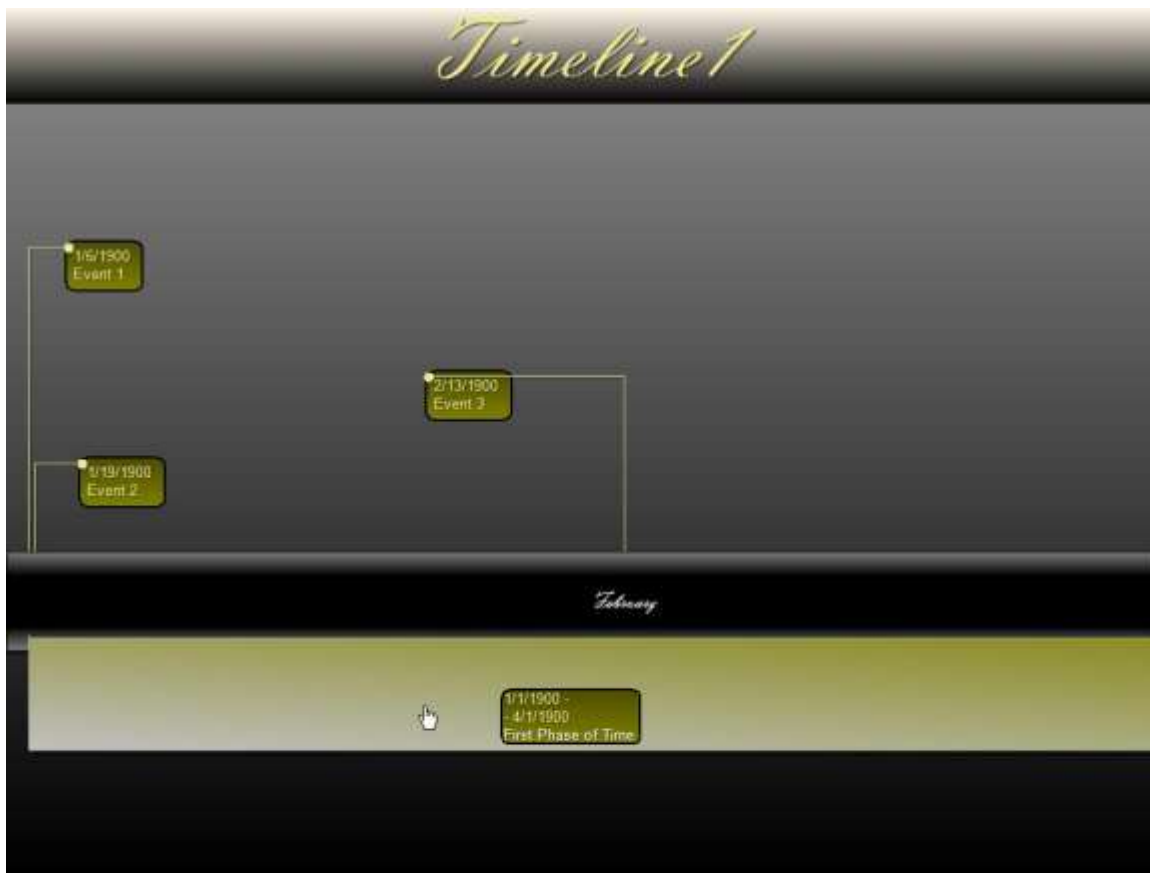 Timeline1
1/6/1900
Event 1
2/13/1900
Event 3
1/19/1900
Event 2
February
1/1/1900 -
- 4/1/1900
First Phase of Time